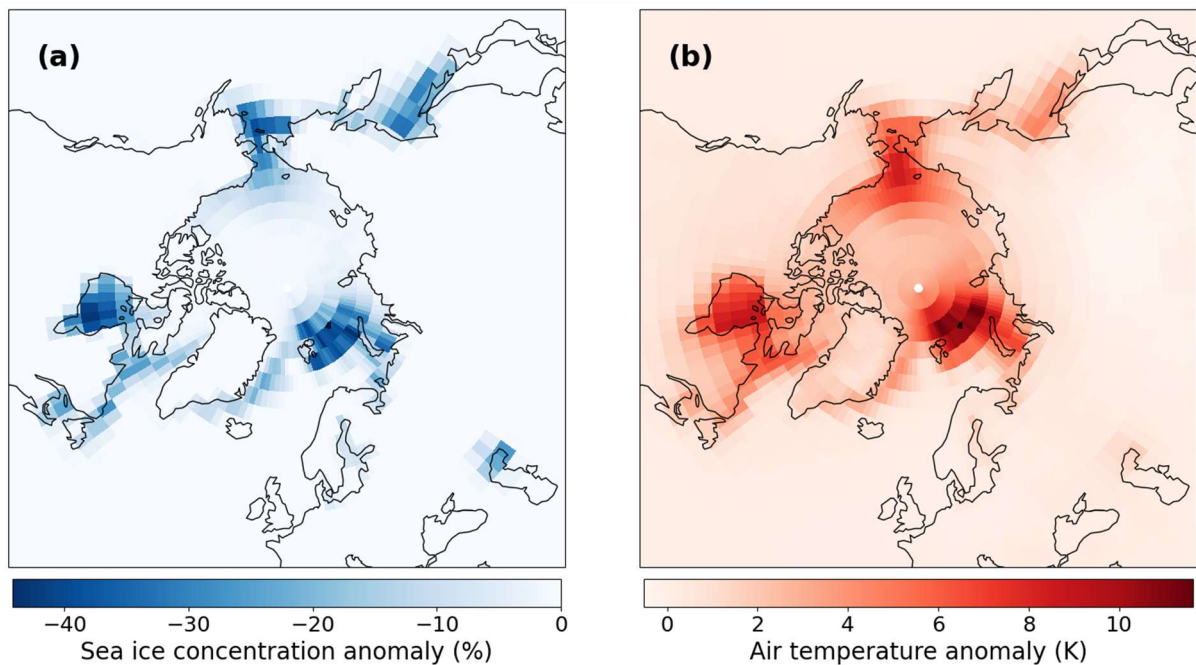 (a)
(b)
−40 −30 −20 −10 0
Sea ice concentration anomaly (%)
0 2 4 6 8 10
Air temperature anomaly (K)